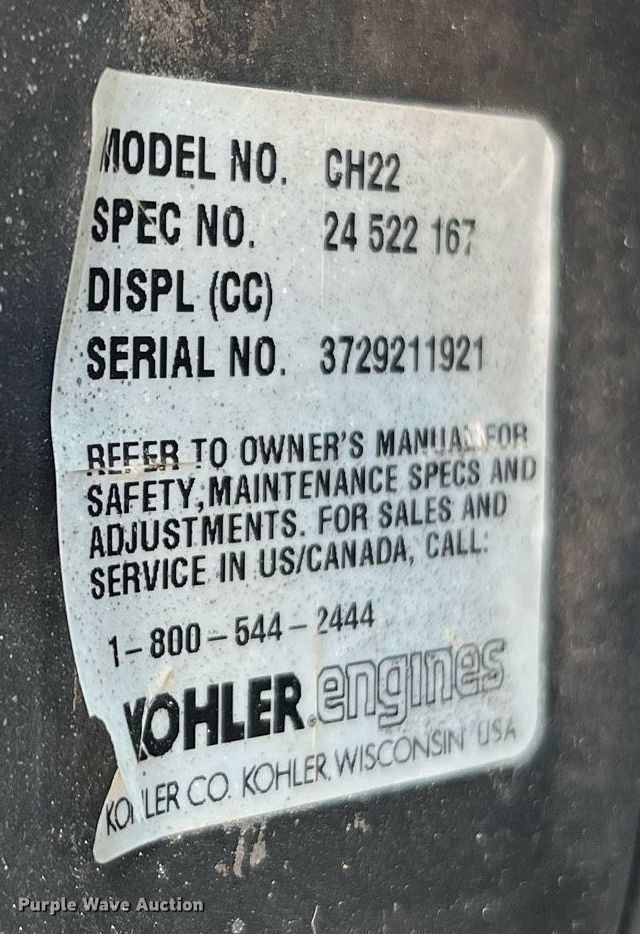 MODEL NO. CH22
SPEC NO. 24 522 167
DISPL (CC)
SERIAL NO. 3729211921
REFER TO OWNER'S MANUAL FOR
SAFETY, MAINTENANCE SPECS AND
ADJUSTMENTS. FOR SALES AND
SERVICE IN US/CANADA, CALL:
1-800-544-2444
KOHLER. engines
KOHLER CO. KOHLER, WISCONSIN USA
Purple Wave Auction